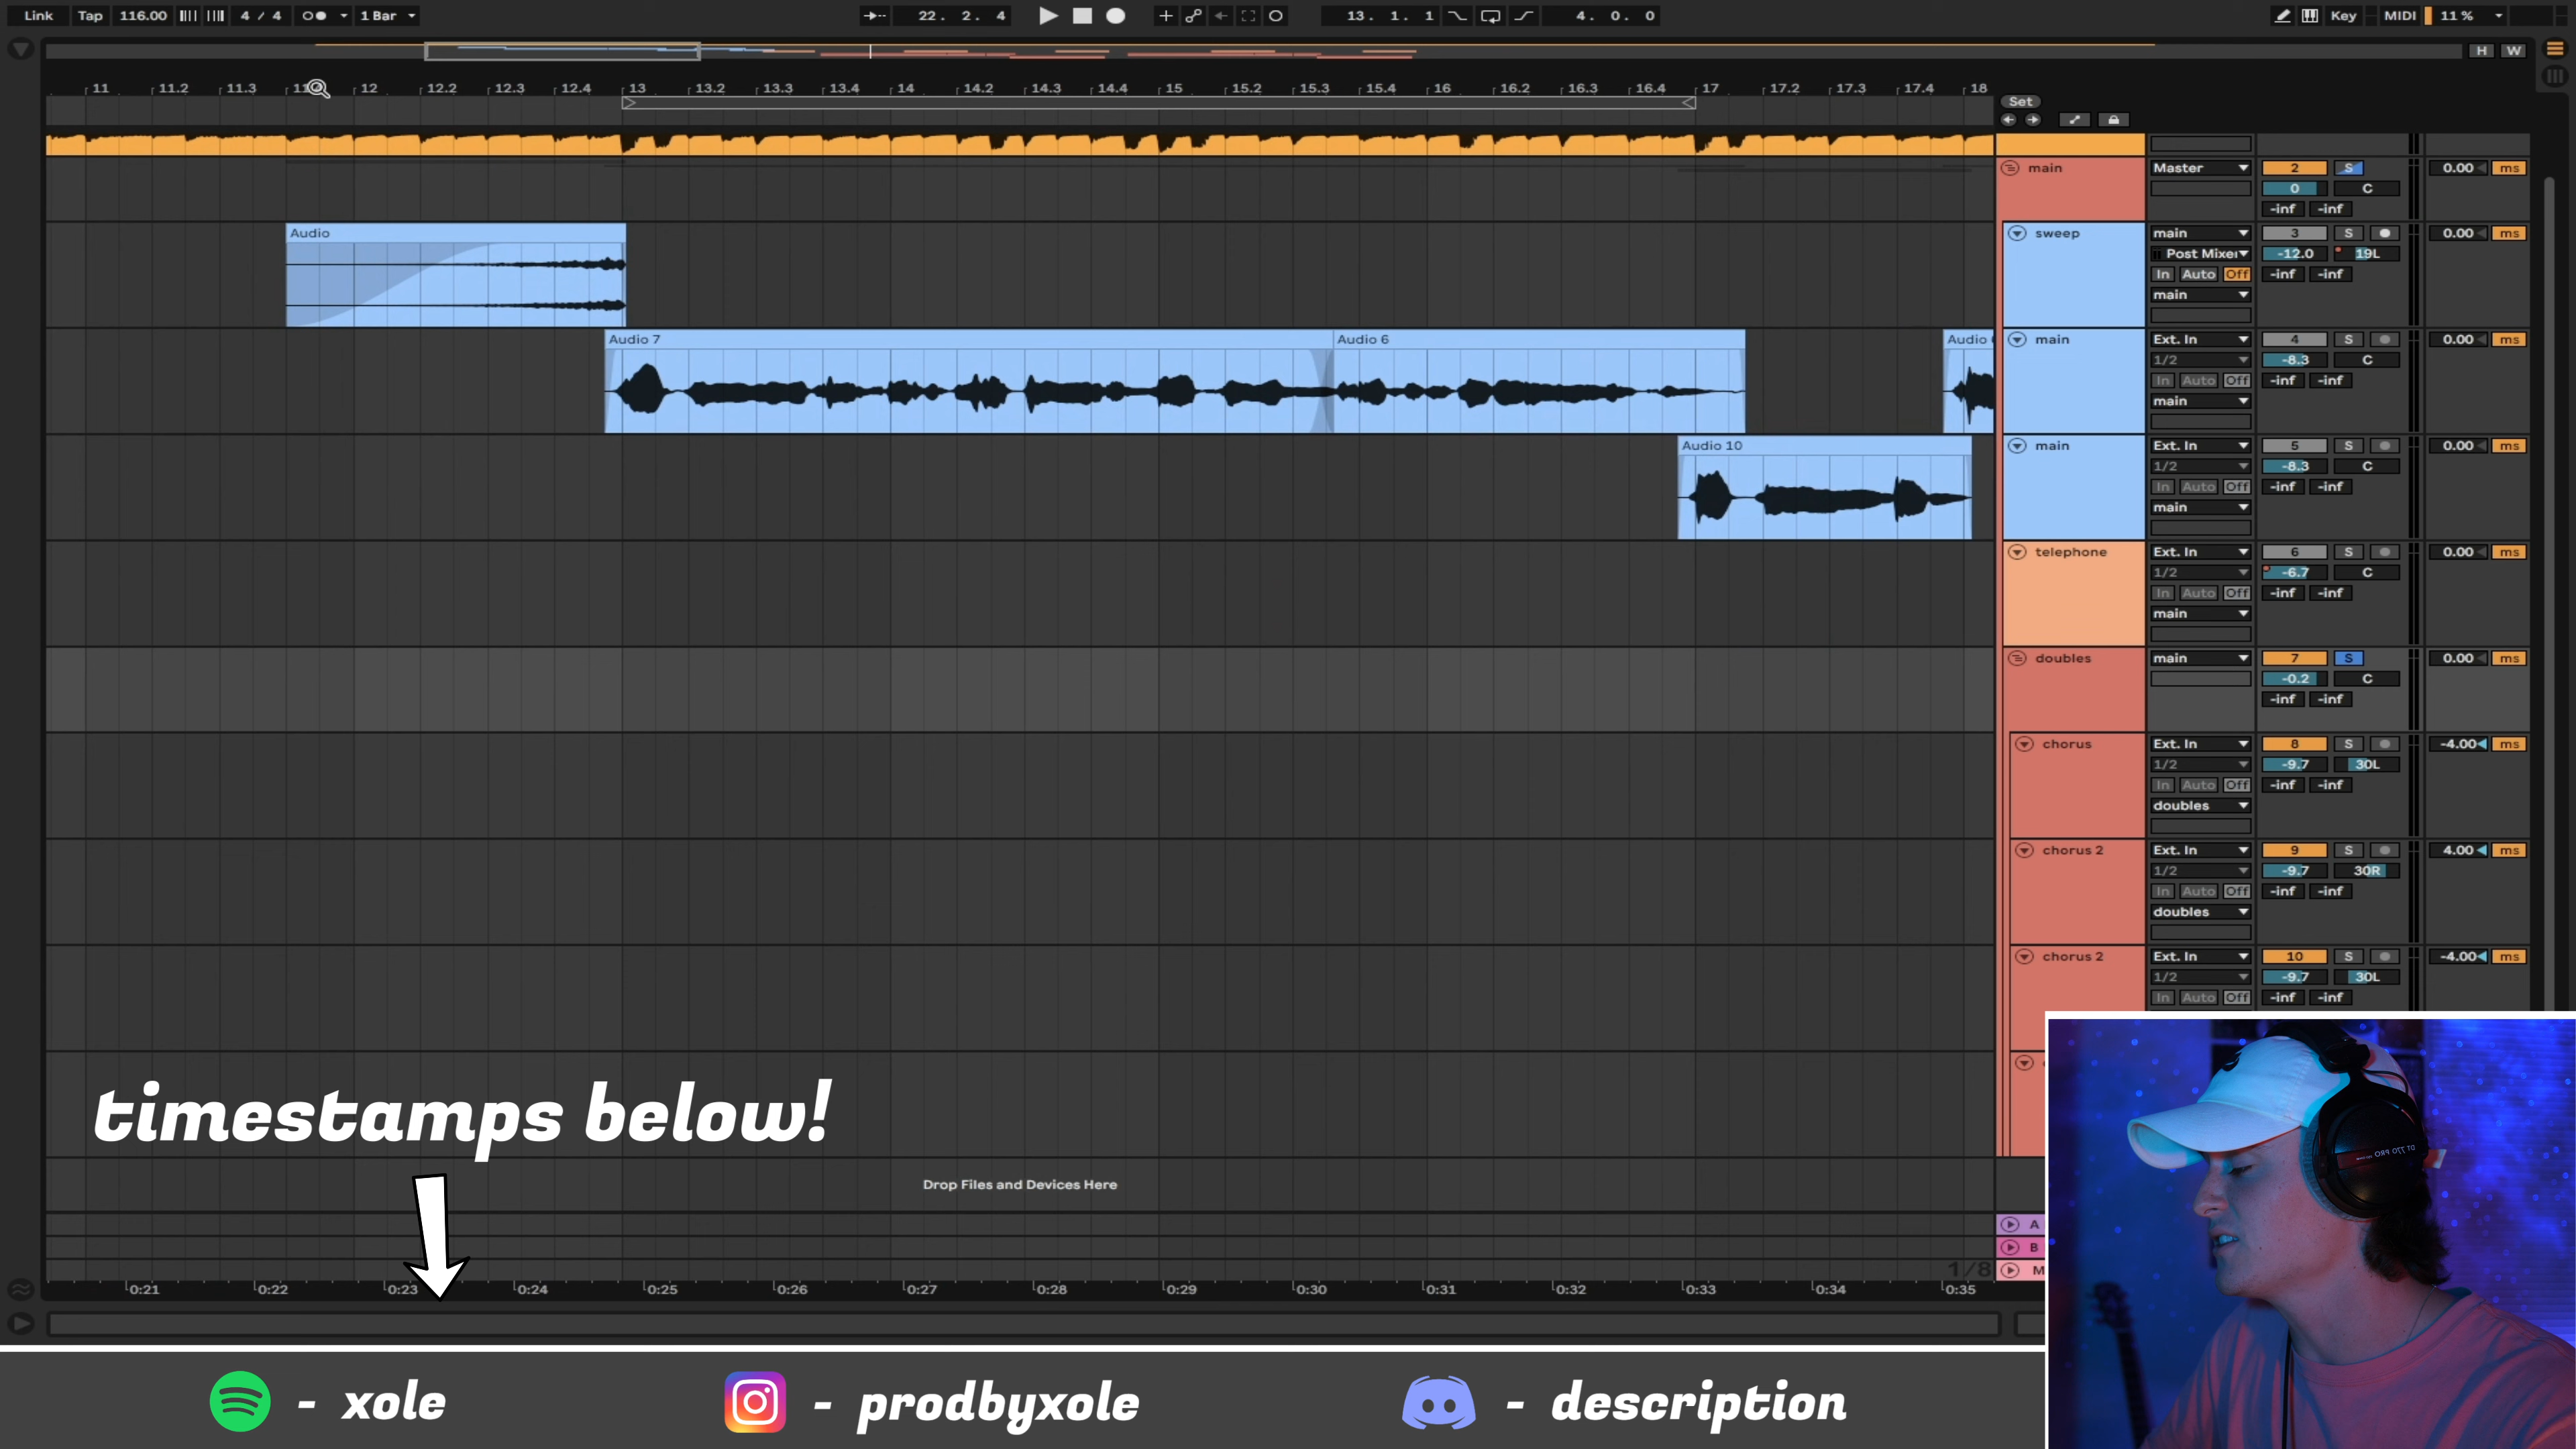 Link Tap 116.00 4 / 4 1 Bar 22. 2. 4 13. 1. 1 4. 0. 0 Key MIDI 11 %
H W
11 11.2 11.3 12 12.2 12.3 12.4 13 13.2 13.3 13.4 14 14.2 14.3 14.4 15 15.2 15.3 15.4 16 16.2 16.3 16.4 17 17.2 17.3 17.4 18
Set
main Master 2 S 0.00 ms
0 C
-inf -inf
Audio
sweep main 3 S 0.00 ms
Post Mixer -12.0 19L
In Auto Off -inf -inf
main
Audio 7 Audio 6 Audio
main Ext. In 4 S 0.00 ms
1/2 -8.3 C
In Auto Off -inf -inf
main
Audio 10
main Ext. In 5 S 0.00 ms
1/2 -8.3 C
In Auto Off -inf -inf
main
telephone Ext. In 6 S 0.00 ms
1/2 -6.7 C
In Auto Off -inf -inf
main
doubles main 7 S 0.00 ms
-0.2 C
-inf -inf
chorus Ext. In 8 S -4.00 ms
1/2 -9.7 30L
In Auto Off -inf -inf
doubles
chorus 2 Ext. In 9 S 4.00 ms
1/2 -9.7 30R
In Auto Off -inf -inf
doubles
chorus 2 Ext. In 10 S -4.00 ms
1/2 -9.7 30L
In Auto Off -inf -inf
timestamps below!
Drop Files and Devices Here
A
B
1/8 M
0:21 0:22 0:23 0:24 0:25 0:26 0:27 0:28 0:29 0:30 0:31 0:32 0:33 0:34 0:35
- xole - prodbyxole - description